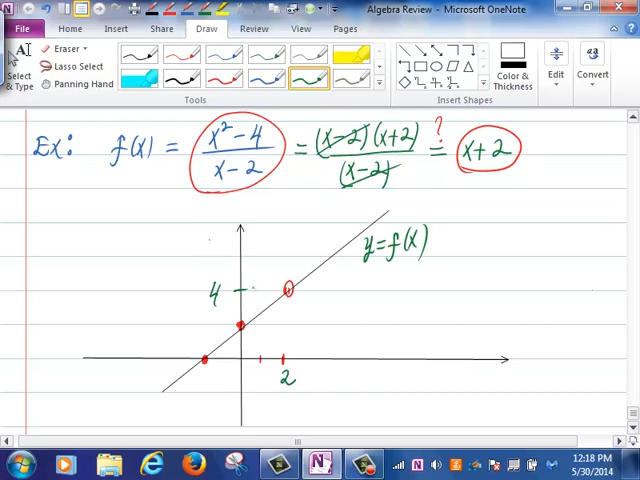 Algebra Review - Microsoft OneNote
File Home Insert Share Draw Review View
Select & Type
Eraser
Lasso Select
Panning Hand
Color & Thickness
Edit
Convert
Tools
Insert Shapes
Ex: f(x) = x² - 4 / x - 2 = (x-2)(x+2) / (x-2) =? x + 2
y = f(x)
4
2
12:18 PM
5/30/2014